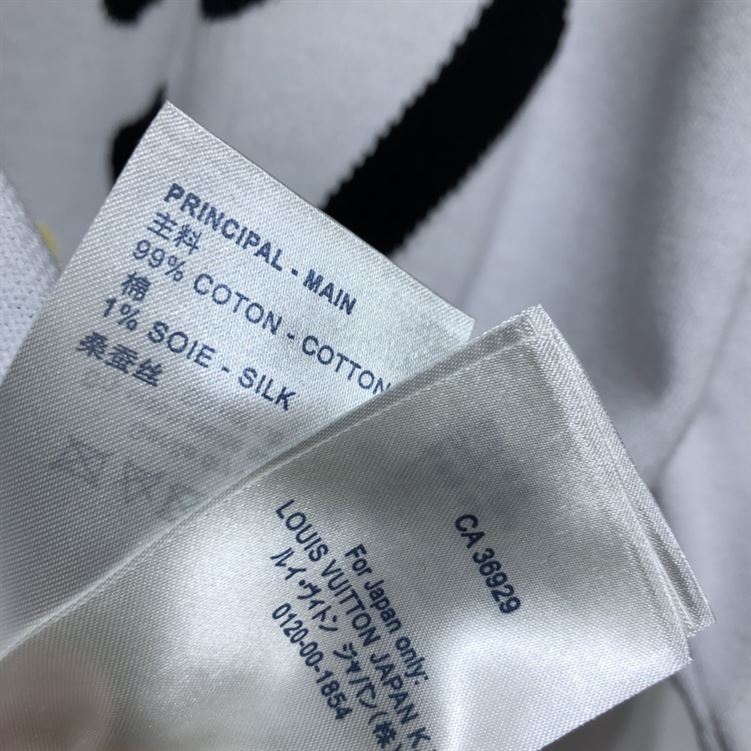 PRINCIPAL - MAIN
主料
99% COTON - COTTON
棉
1% SOIE - SILK
桑蚕丝
CA 36929
For Japan only:
LOUIS VUITTON JAPAN K
ルイ・ヴィトン ジャパン(株)
0120-00-1854